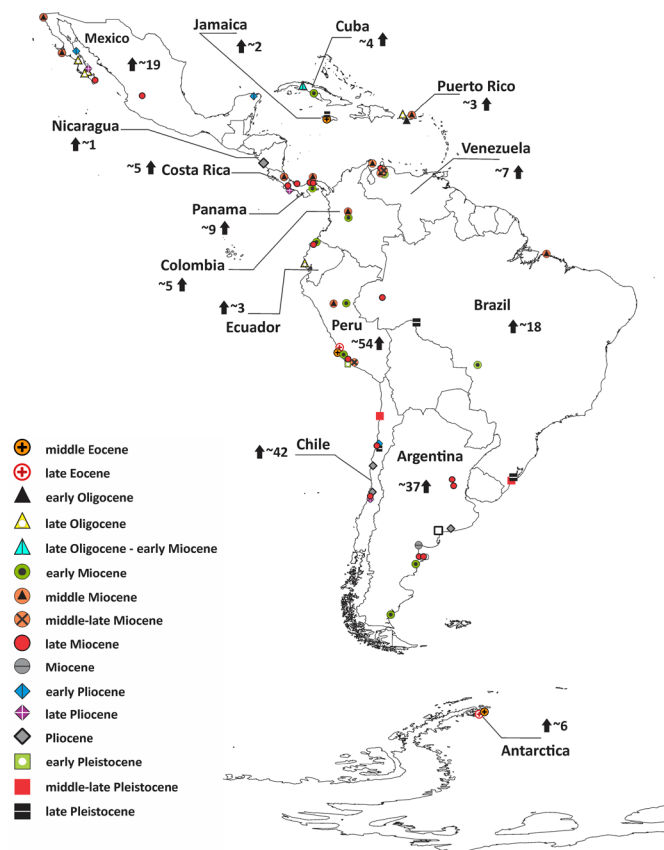 Jamaica
~2
Cuba
~4
Mexico
~19
Puerto Rico
~3
Nicaragua
~1
Venezuela
~7
~5
Costa Rica
Panama
~9
Colombia
~5
~3
Ecuador
Brazil
~18
Peru
~54
Chile
~42
Argentina
~37
middle Eocene
late Eocene
early Oligocene
late Oligocene
late Oligocene - early Miocene
early Miocene
middle Miocene
middle-late Miocene
late Miocene
Miocene
early Pliocene
late Pliocene
Pliocene
early Pleistocene
middle-late Pleistocene
late Pleistocene
~6
Antarctica